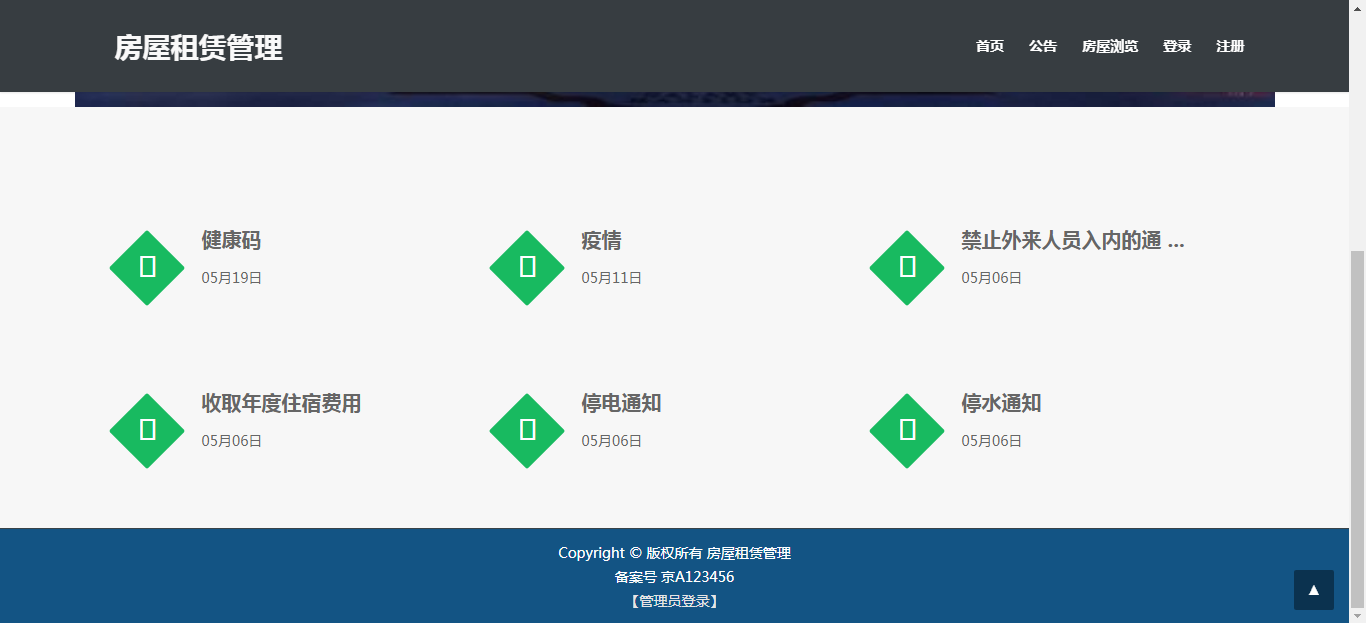 房屋租赁管理
首页 公告 房屋浏览 登录 注册
健康码
05月19日
疫情
05月11日
禁止外来人员入内的通 ...
05月06日
收取年度住宿费用
05月06日
停电通知
05月06日
停水通知
05月06日
Copyright © 版权所有 房屋租赁管理
备案号 京A123456
【管理员登录】